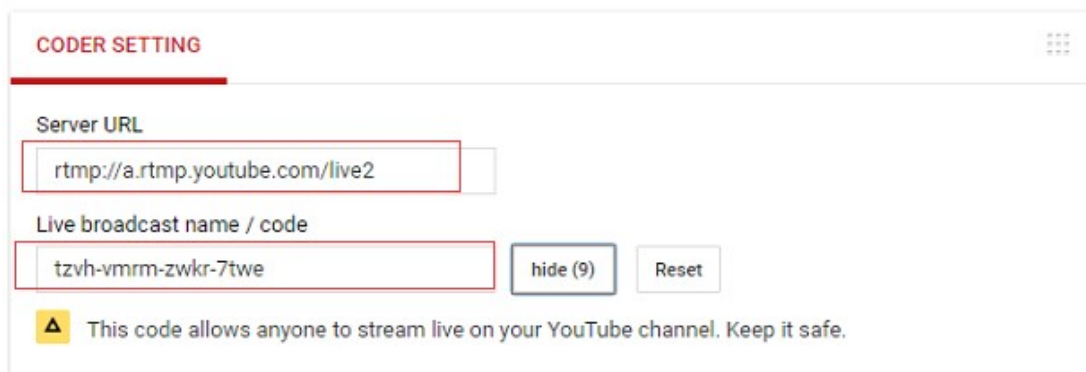 CODER SETTING
Server URL
rtmp://a.rtmp.youtube.com/live2
Live broadcast name / code
tzvh-vmrm-zwkr-7twe
hide (9)
Reset
This code allows anyone to stream live on your YouTube channel. Keep it safe.